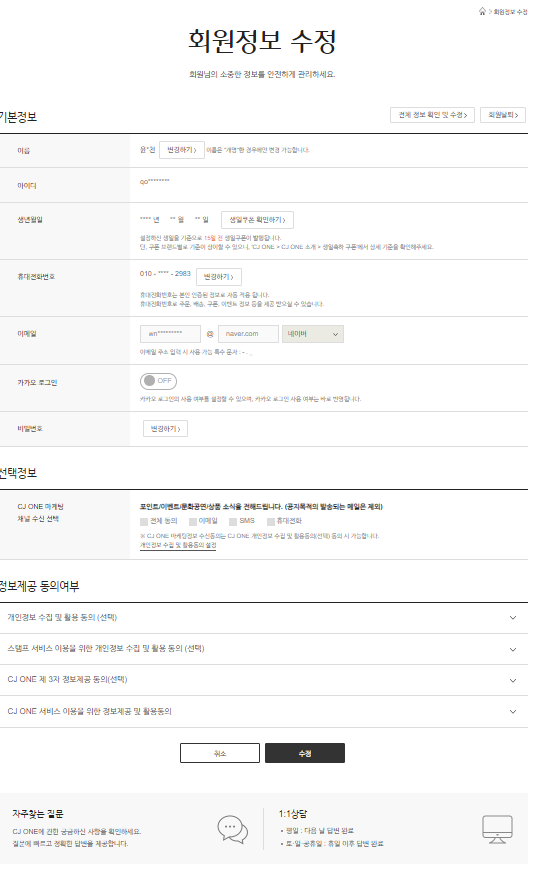 > 회원정보 수정
회원정보 수정
회원님의 소중한 정보를 안전하게 관리하세요.
기본정보
전체 정보 확인 및 수정 >
회원탈퇴 >
이름
윤*전 변경하기 > 이름은 "개명"한 경우에만 변경 가능합니다.
아이디
qo********
생년월일
**** 년 ** 월 ** 일 생일쿠폰 확인하기 >
설정하신 생일을 기준으로 15일 전 생일쿠폰이 발행됩니다.
단, 쿠폰 브랜드별로 기준이 상이할 수 있으니, 'CJ ONE > CJ ONE 소개 > 생일축하 쿠폰'에서 상세 기준을 확인해주세요.
휴대전화번호
010 - **** - 2983 변경하기 >
휴대전화번호는 본인 인증된 정보로 자동 적용 됩니다.
휴대전화번호로 주문, 배송, 쿠폰, 이벤트 정보 등을 제공 받으실 수 있습니다.
이메일
wn********* @ naver.com 네이버
이메일 주소 입력 시 사용 가능 특수 문자 : - . _
카카오 로그인
OFF
카카오 로그인의 사용 여부를 설정할 수 있으며, 카카오 로그인 사용 여부는 바로 반영됩니다.
비밀번호
변경하기 >
선택정보
CJ ONE 마케팅
채널 수신 선택
포인트/이벤트/문화공연/상품 소식을 전해드립니다. (공지목적의 발송되는 메일은 제외)
전체 동의 이메일 SMS 휴대전화
※ CJ ONE 마케팅정보 수신동의는 CJ ONE 개인정보 수집 및 활용동의(선택) 동의 시 가능합니다.
개인정보 수집 및 활용동의 설정
정보제공 동의여부
개인정보 수집 및 활용 동의 (선택)
스탬프 서비스 이용을 위한 개인정보 수집 및 활용 동의 (선택)
CJ ONE 제 3자 정보제공 동의(선택)
CJ ONE 서비스 이용을 위한 정보제공 및 활용동의
취소
수정
자주찾는 질문
CJ ONE에 관한 궁금하신 사항을 확인하세요.
질문에 빠르고 정확한 답변을 제공합니다.
1:1상담
• 평일 : 다음 날 답변 완료
• 토·일·공휴일 : 휴일 이후 답변 완료